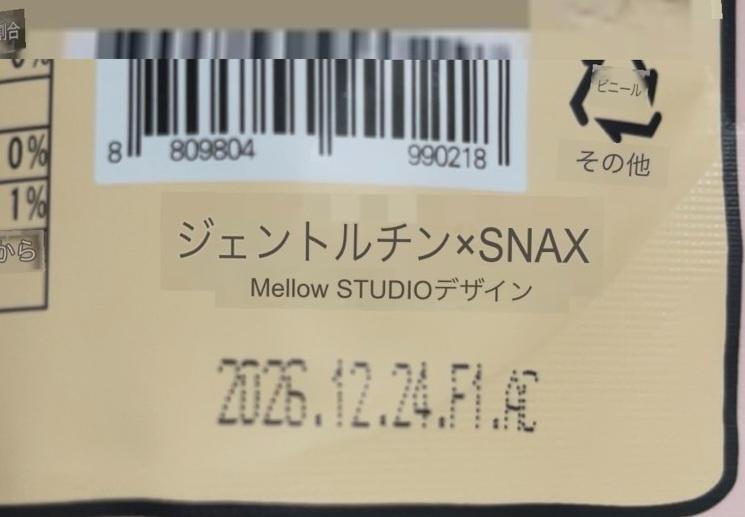 割合
0%
ビニール
0%
8 809804 990218
その他
1%
から
ジェントルチン×SNAX
Mellow STUDIOデザイン
2026.12.24.F1.AC